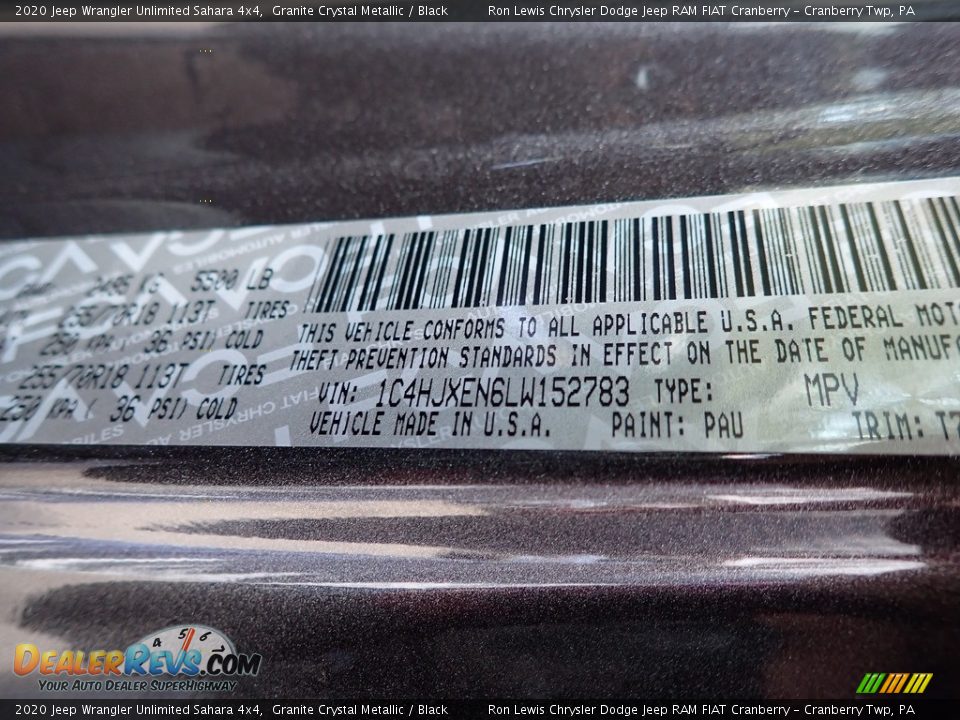 2020 Jeep Wrangler Unlimited Sahara 4x4, Granite Crystal Metallic / Black Ron Lewis Chrysler Dodge Jeep RAM FIAT Cranberry - Cranberry Twp, PA
2495 KG 5500 LB
255/70R18 113T TIRES
250 KPA ( 36 PSI) COLD
255/70R18 113T TIRES
250 KPA ( 36 PSI) COLD
THIS VEHICLE CONFORMS TO ALL APPLICABLE U.S.A. FEDERAL MOT
THEFT PREVENTION STANDARDS IN EFFECT ON THE DATE OF MANUFA
VIN: 1C4HJXEN6LW152783 TYPE: MPV
VEHICLE MADE IN U.S.A. PAINT: PAU TRIM: T7
4 5 6
DealerRevs.com
Your Auto Dealer SuperHighway
2020 Jeep Wrangler Unlimited Sahara 4x4, Granite Crystal Metallic / Black Ron Lewis Chrysler Dodge Jeep RAM FIAT Cranberry - Cranberry Twp, PA